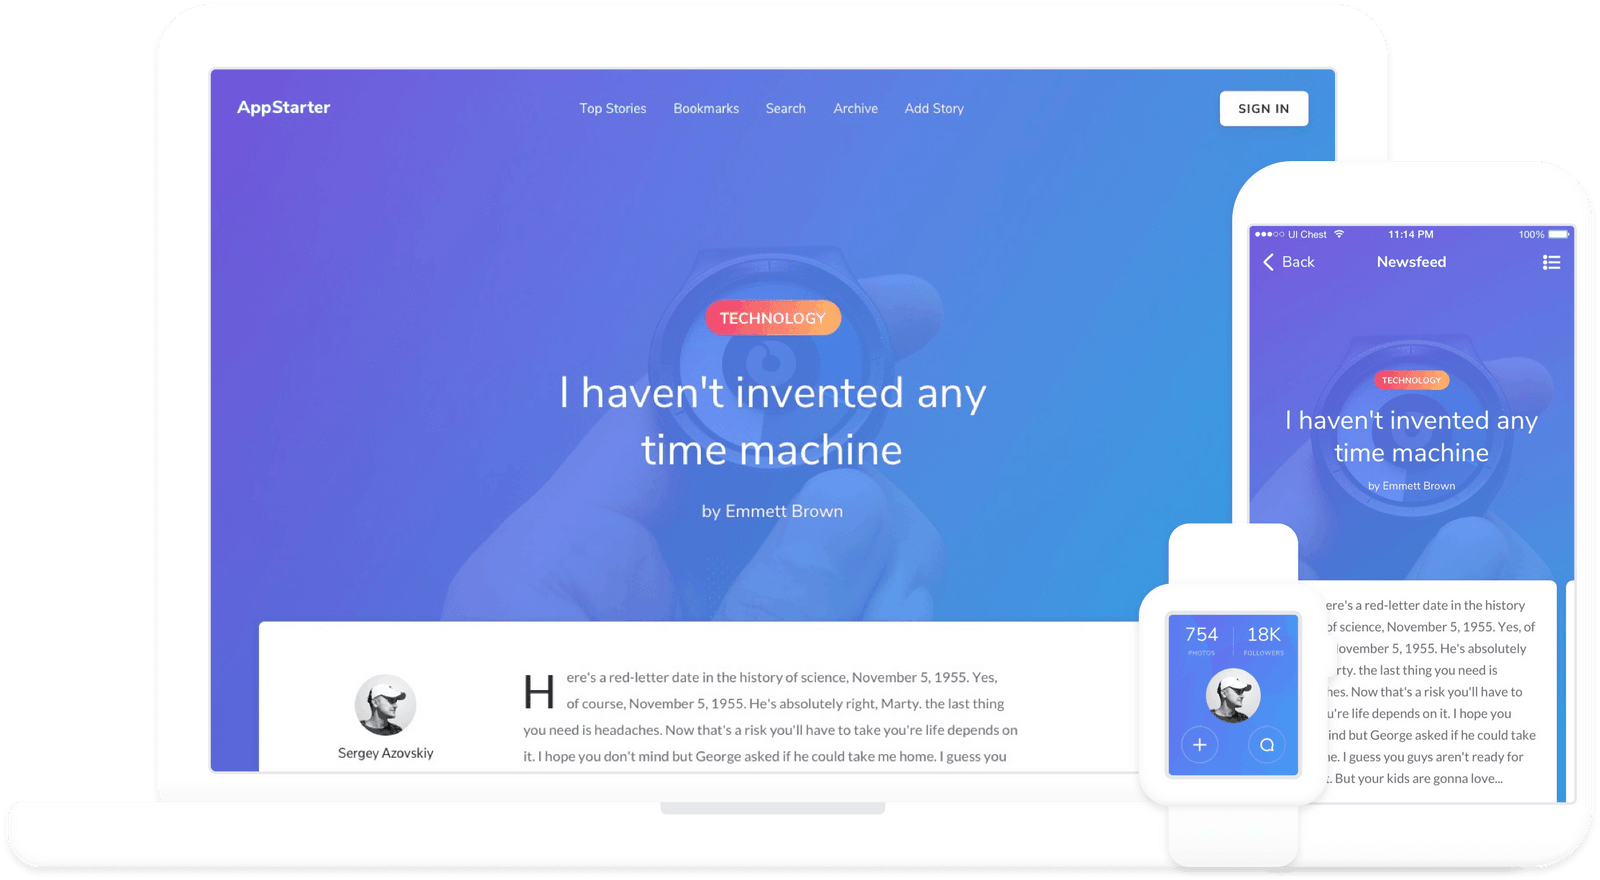 AppStarter
Top Stories Bookmarks Search Archive Add Story
SIGN IN
TECHNOLOGY
I haven't invented any
time machine
by Emmett Brown
Sergey Azovskiy
Here's a red-letter date in the history of science, November 5, 1955. Yes,
of course, November 5, 1955. He's absolutely right, Marty. the last thing
you need is headaches. Now that's a risk you'll have to take you're life depends on
it. I hope you don't mind but George asked if he could take me home. I guess you
UI Chest 11:14 PM 100%
Back Newsfeed
TECHNOLOGY
I haven't invented any
time machine
by Emmett Brown
ere's a red-letter date in the history
of science, November 5, 1955. Yes, of
ovember 5, 1955. He's absolutely
rty. the last thing you need is
hes. Now that's a risk you'll have to
u're life depends on it. I hope you
ind but George asked if he could take
e. I guess you guys aren't ready for
t. But your kids are gonna love...
754 18K
PHOTOS FOLLOWERS